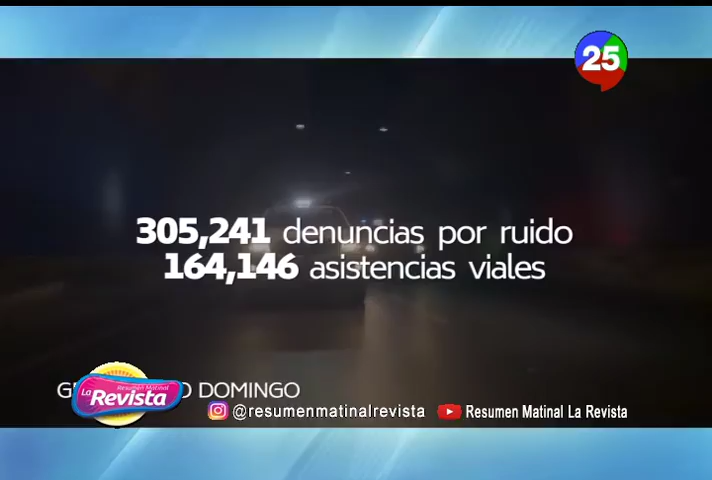 25
305,241 denuncias por ruido
164,146 asistencias viales
DOMINGO
Resumen Matinal
La Revista
@resumenmatinalrevista
Resumen Matinal La Revista